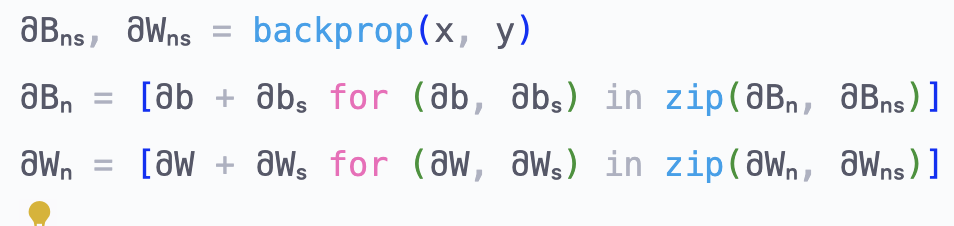 ∂Bₙₛ, ∂Wₙₛ = backprop(x, y)
∂Bₙ = [∂b + ∂bₛ for (∂b, ∂bₛ) in zip(∂Bₙ, ∂Bₙₛ)]
∂Wₙ = [∂W + ∂Wₛ for (∂W, ∂Wₛ) in zip(∂Wₙ, ∂Wₙₛ)]